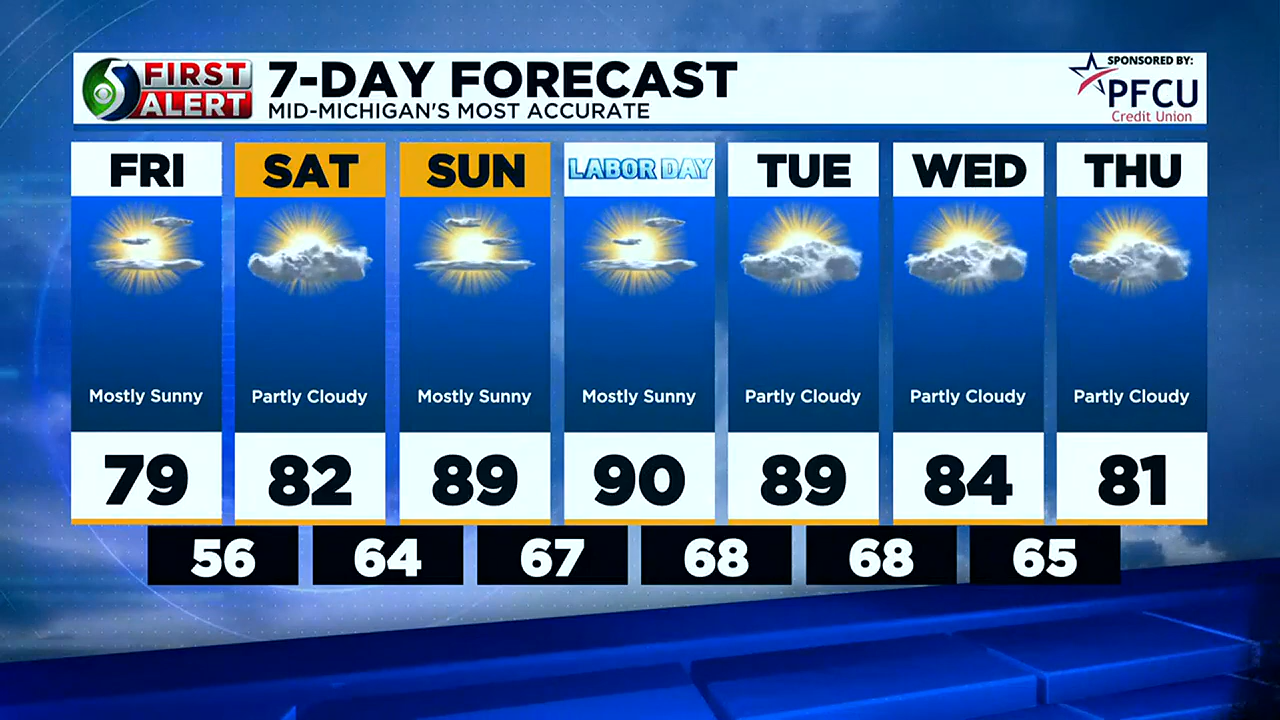 5 FIRST ALERT
7-DAY FORECAST
MID-MICHIGAN'S MOST ACCURATE
SPONSORED BY:
PFCU
Credit Union
FRI SAT SUN LABOR DAY TUE WED THU
Mostly Sunny Partly Cloudy Mostly Sunny Mostly Sunny Partly Cloudy Partly Cloudy Partly Cloudy
79 82 89 90 89 84 81
56 64 67 68 68 65